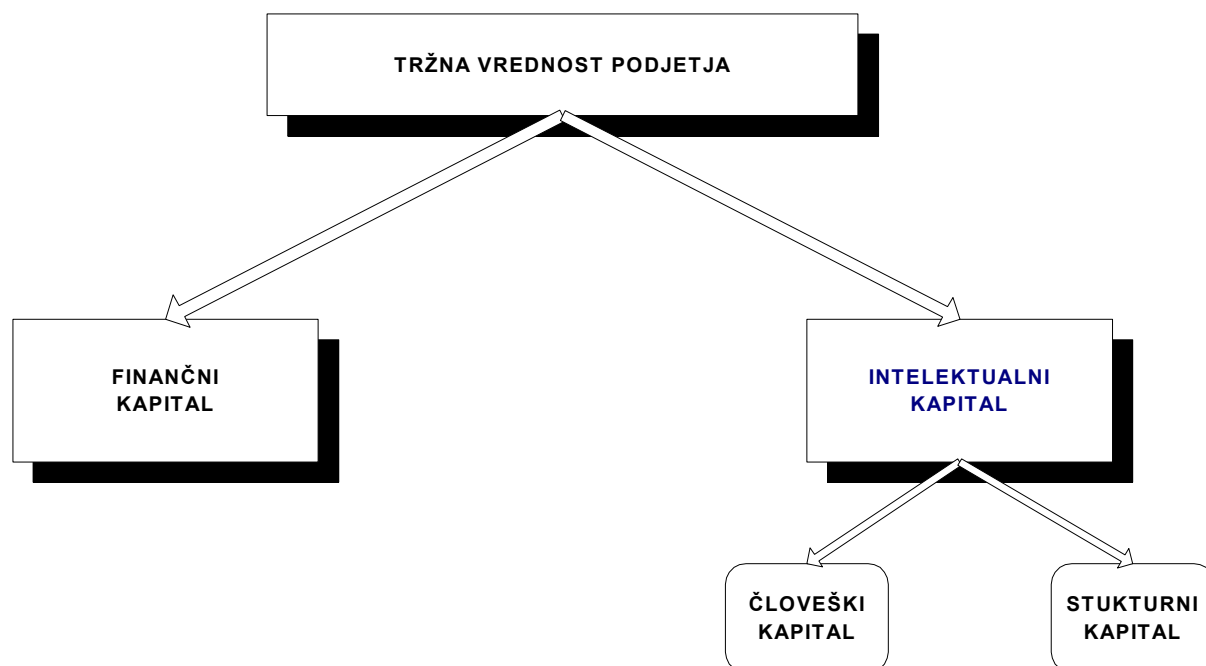 TRŽNA VREDNOST PODJETJA
FINANČNI
KAPITAL
INTELEKTUALNI
KAPITAL
ČLOVEŠKI
KAPITAL
STUKTURNI
KAPITAL